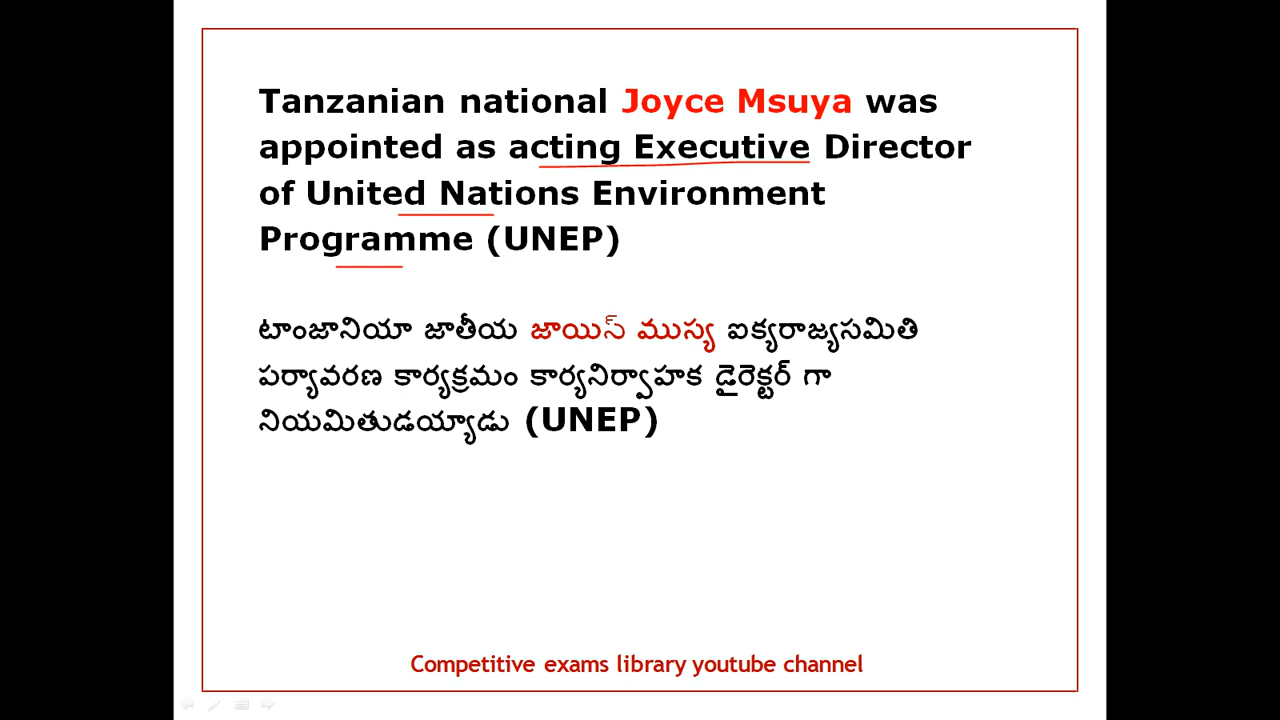 Tanzanian national Joyce Msuya was
appointed as acting Executive Director
of United Nations Environment
Programme (UNEP)
టాంజానియా జాతీయ జాయిస్ ముస్య ఐక్యరాజ్యసమితి
పర్యావరణ కార్యక్రమం కార్యనిర్వాహక డైరెక్టర్ గా
నియమితుడయ్యాడు (UNEP)
Competitive exams library youtube channel